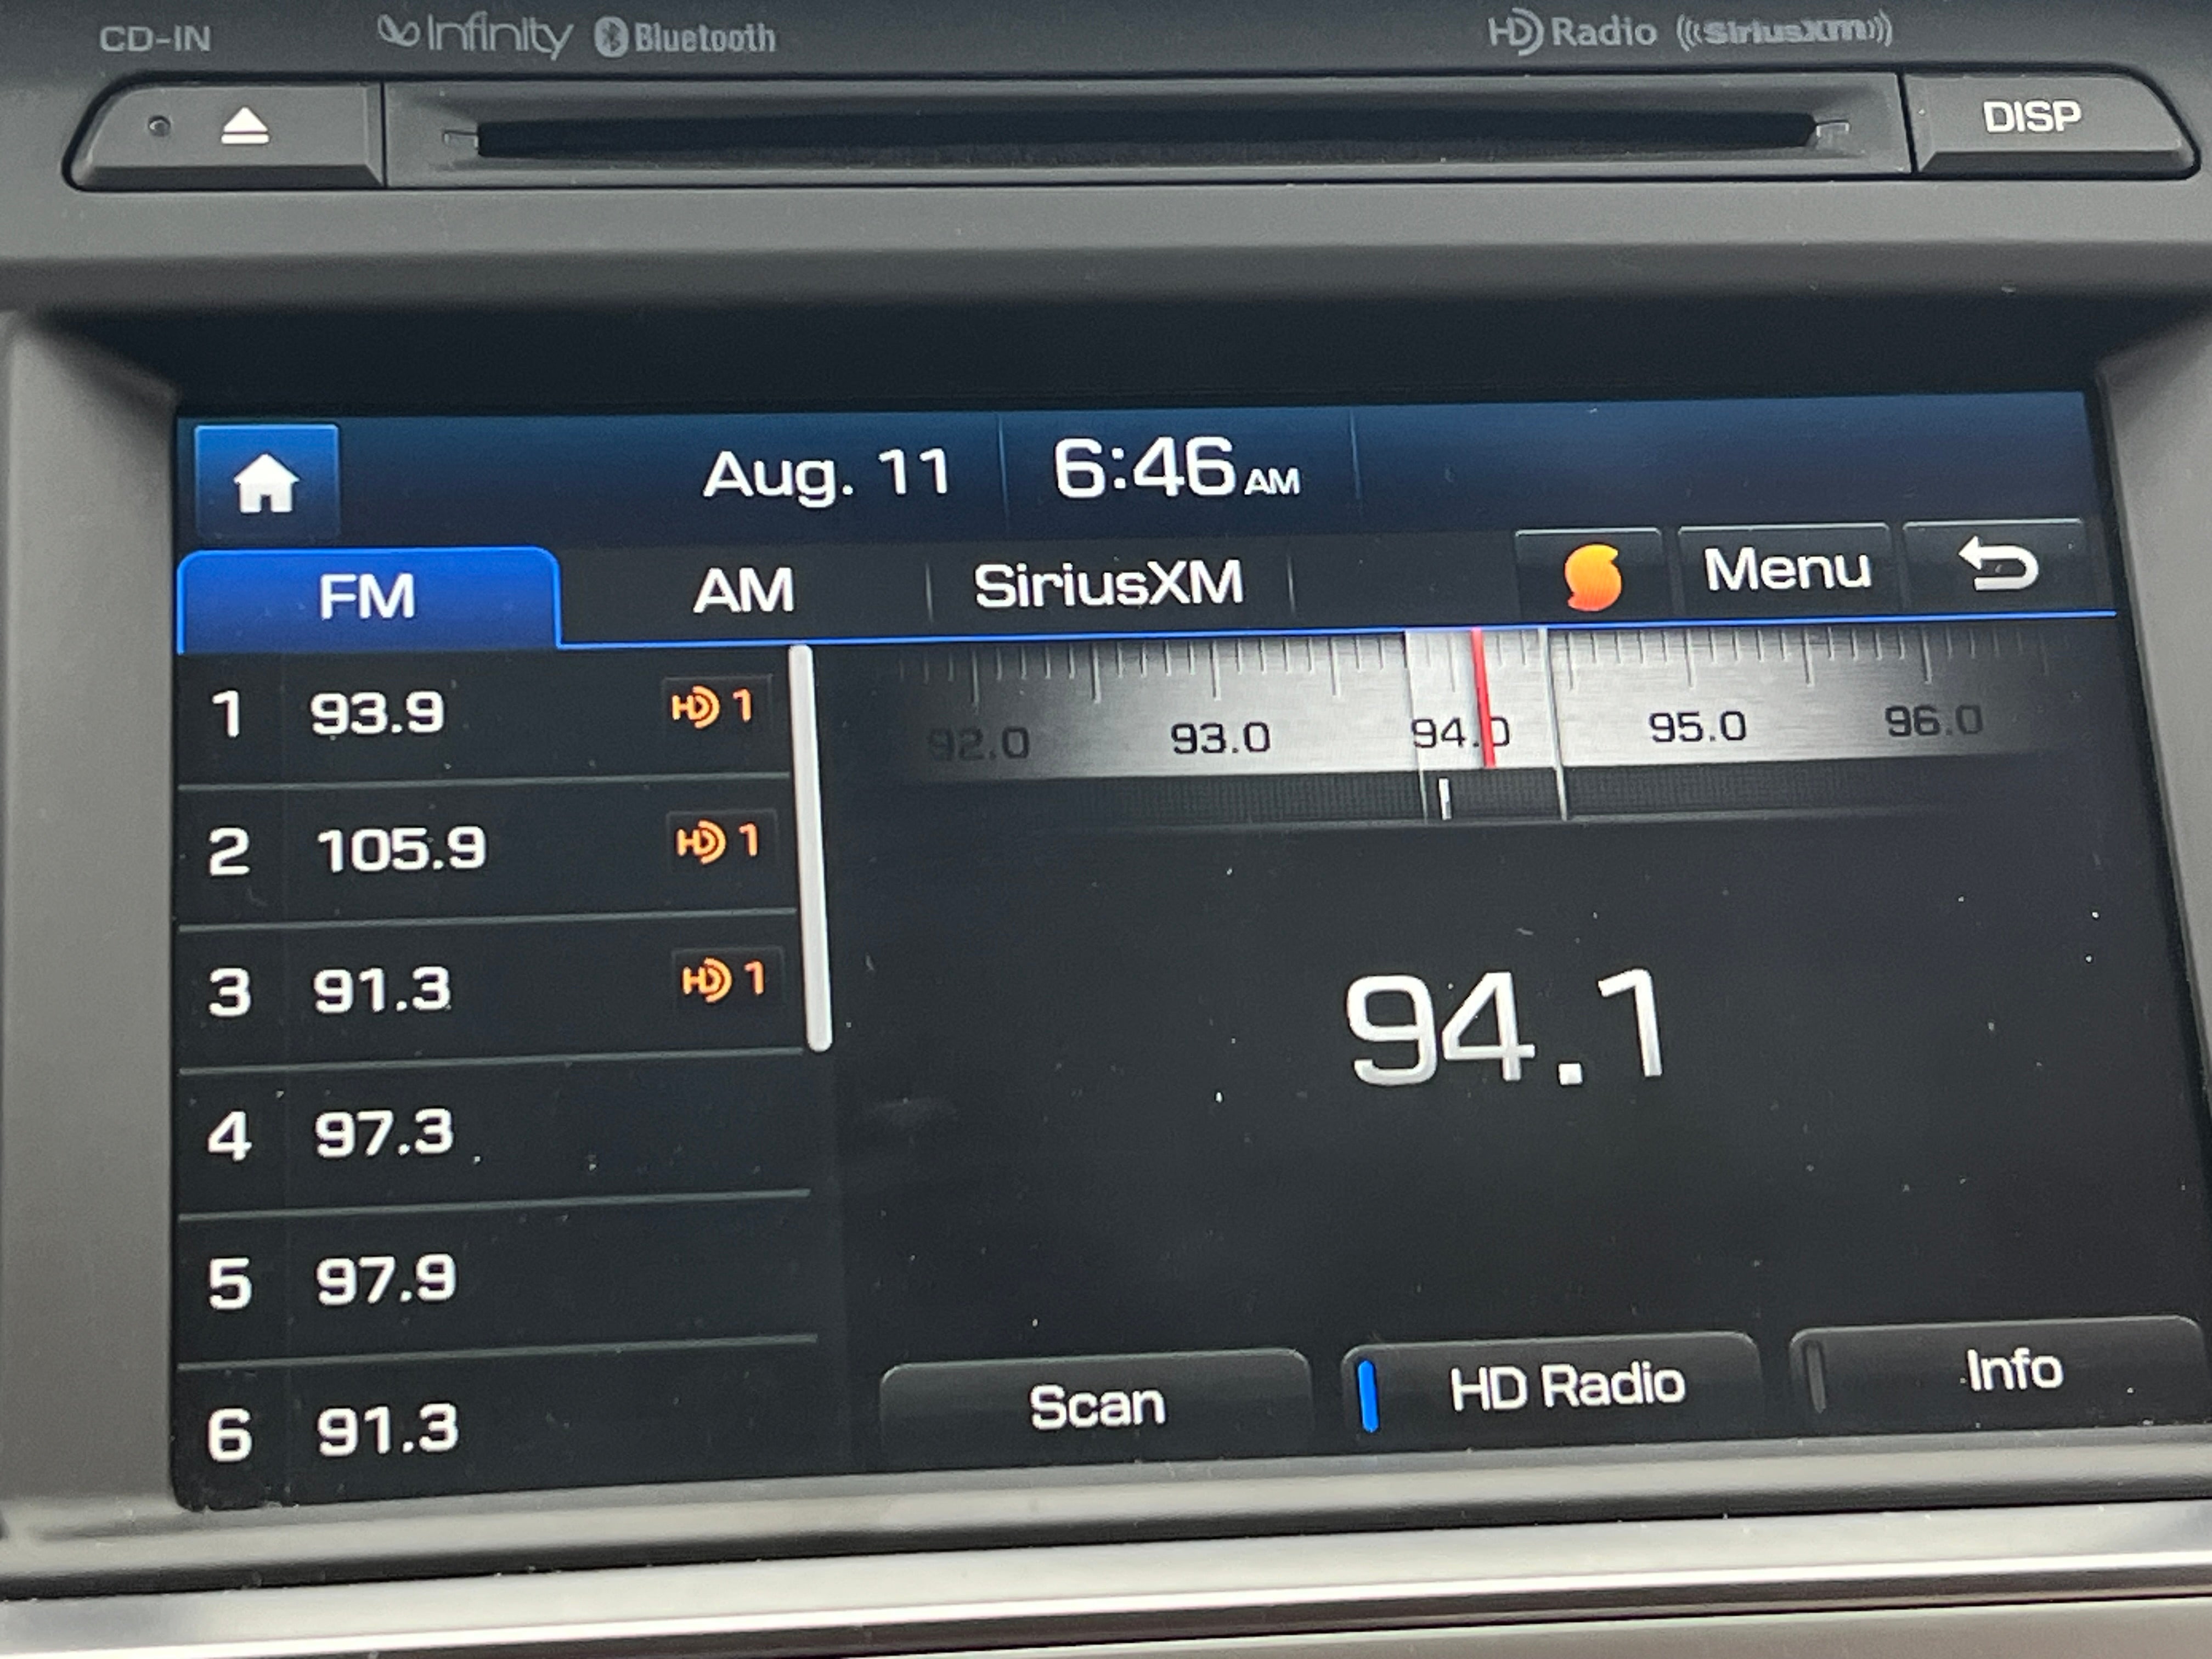 CD-IN Infinity Bluetooth HD Radio SiriusXM
DISP
Aug. 11 6:46 AM
FM AM SiriusXM Menu
92.0 93.0 94.0 95.0 96.0
1 93.9 HD 1
2 105.9 HD 1
3 91.3 HD 1
4 97.3
5 97.9
6 91.3
94.1
Scan HD Radio Info